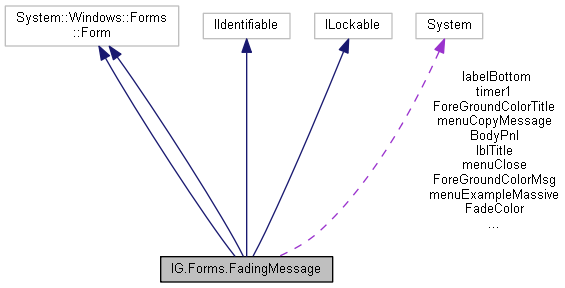 System::Windows::Forms
::Form
IIdentifiable
ILockable
System
labelBottom
timer1
ForeGroundColorTitle
menuCopyMessage
BodyPnl
lblTitle
menuClose
ForeGroundColorMsg
menuExampleMassive
FadeColor
...
IG.Forms.FadingMessage